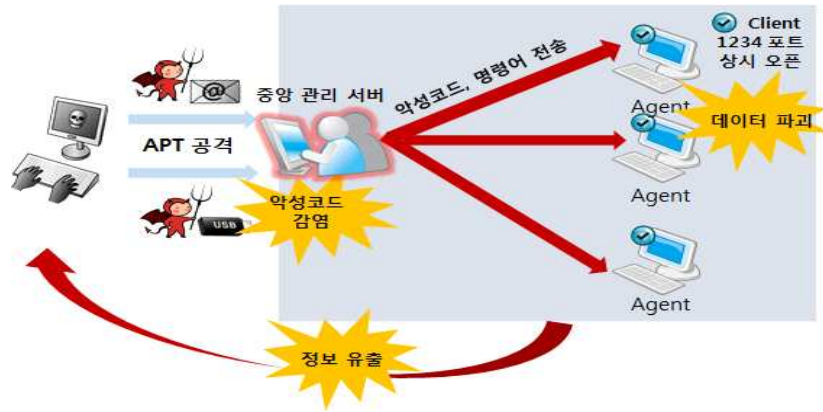 Client
1234 포트
상시 오픈
@
중앙 관리 서버
악성코드, 명령어 전송
Agent
데이터 파괴
APT 공격
Agent
USB
악성코드
감염
Agent
정보 유출